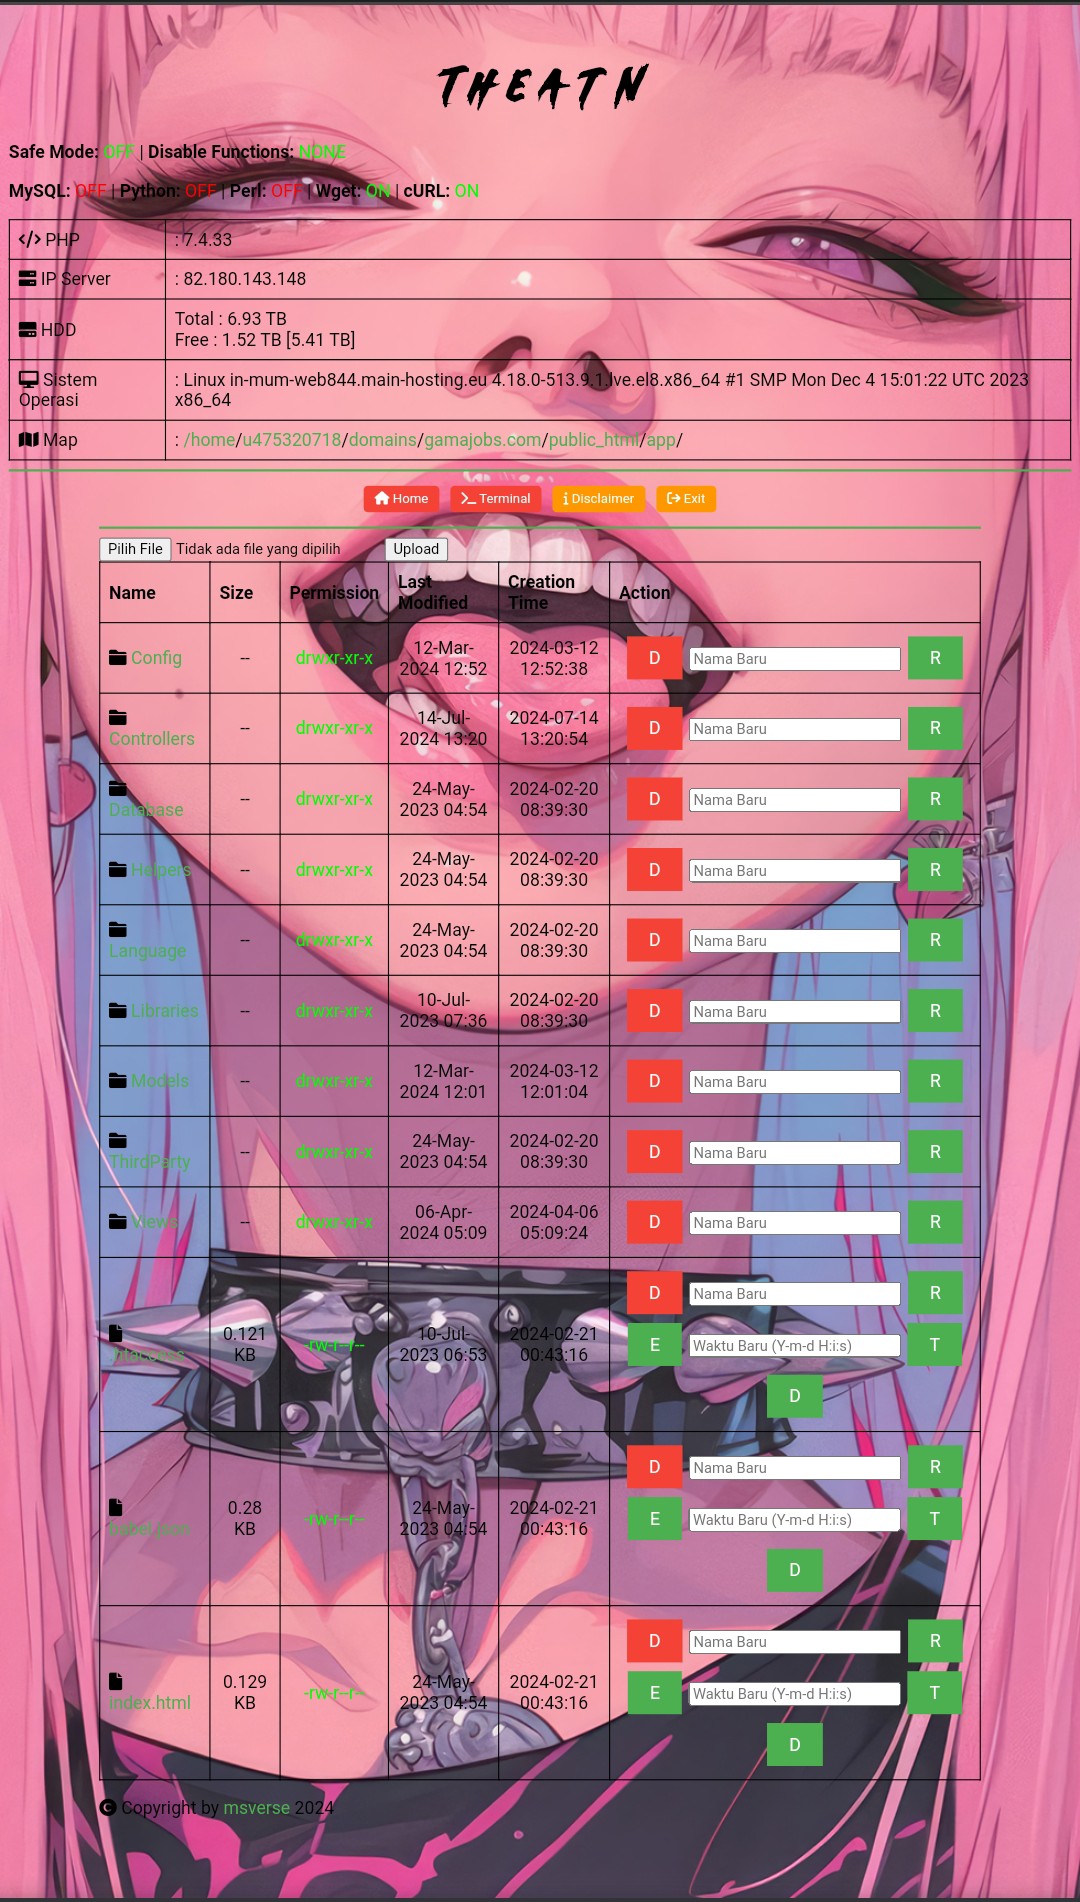 THEATN
Safe Mode: OFF | Disable Functions: NONE
MySQL: OFF | Python: OFF | Perl: OFF | Wget: ON | cURL: ON
PHP : 7.4.33
IP Server : 82.180.143.148
HDD Total : 6.93 TB
Free : 1.52 TB [5.41 TB]
Sistem Operasi : Linux in-mum-web844.main-hosting.eu 4.18.0-513.9.1.lve.el8.x86_64 #1 SMP Mon Dec 4 15:01:22 UTC 2023 x86_64
Map : /home/u475320718/domains/gamajobs.com/public_html/app/
Home Terminal Disclaimer Exit
Pilih File Tidak ada file yang dipilih Upload
Name Size Permission Last Modified Creation Time Action
Config -- drwxr-xr-x 12-Mar-2024 12:52 2024-03-12 12:52:38 D Nama Baru R
Controllers -- drwxr-xr-x 14-Jul-2024 13:20 2024-07-14 13:20:54 D Nama Baru R
Database -- drwxr-xr-x 24-May-2023 04:54 2024-02-20 08:39:30 D Nama Baru R
Helpers -- drwxr-xr-x 24-May-2023 04:54 2024-02-20 08:39:30 D Nama Baru R
Language -- drwxr-xr-x 24-May-2023 04:54 2024-02-20 08:39:30 D Nama Baru R
Libraries -- drwxr-xr-x 10-Jul-2023 07:36 2024-02-20 08:39:30 D Nama Baru R
Models -- drwxr-xr-x 12-Mar-2024 12:01 2024-03-12 12:01:04 D Nama Baru R
ThirdParty -- drwxr-xr-x 24-May-2023 04:54 2024-02-20 08:39:30 D Nama Baru R
Views -- drwxr-xr-x 06-Apr-2024 05:09 2024-04-06 05:09:24 D Nama Baru R
.htaccess 0.121 KB -rw-r--r-- 10-Jul-2023 06:53 2024-02-21 00:43:16 D Nama Baru R
E Waktu Baru (Y-m-d H:i:s) T
D
babel.json 0.28 KB -rw-r--r-- 24-May-2023 04:54 2024-02-21 00:43:16 D Nama Baru R
E Waktu Baru (Y-m-d H:i:s) T
D
index.html 0.129 KB -rw-r--r-- 24-May-2023 04:54 2024-02-21 00:43:16 D Nama Baru R
E Waktu Baru (Y-m-d H:i:s) T
D
Copyright by msverse 2024